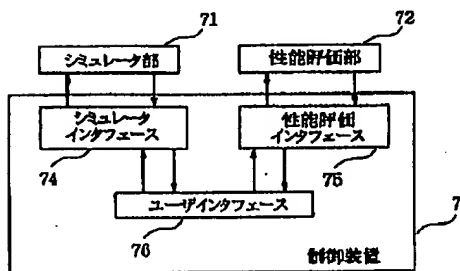 71
72
シミュレータ部
性能評価部
シミュレータ
インタフェース
性能評価
インタフェース
74
75
ユーザインタフェース
76
制御装置